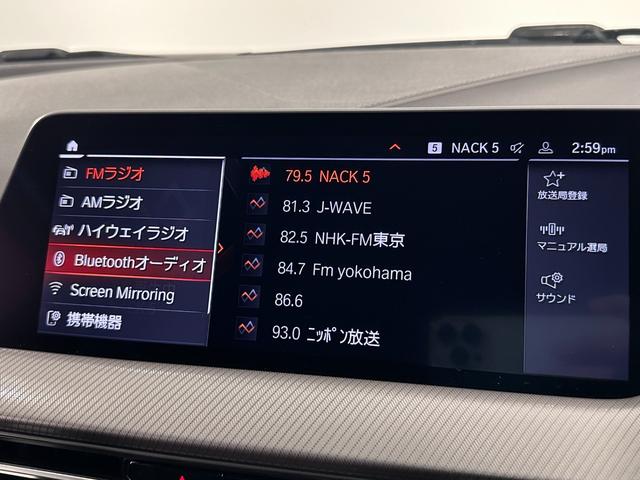 5 NACK 5 2:59pm
FMラジオ
AMラジオ
ハイウェイラジオ
Bluetoothオーディオ
Screen Mirroring
携帯機器
79.5 NACK 5
81.3 J-WAVE
82.5 NHK-FM東京
84.7 Fm yokohama
86.6
93.0 ニッポン放送
放送局登録
マニュアル選局
サウンド